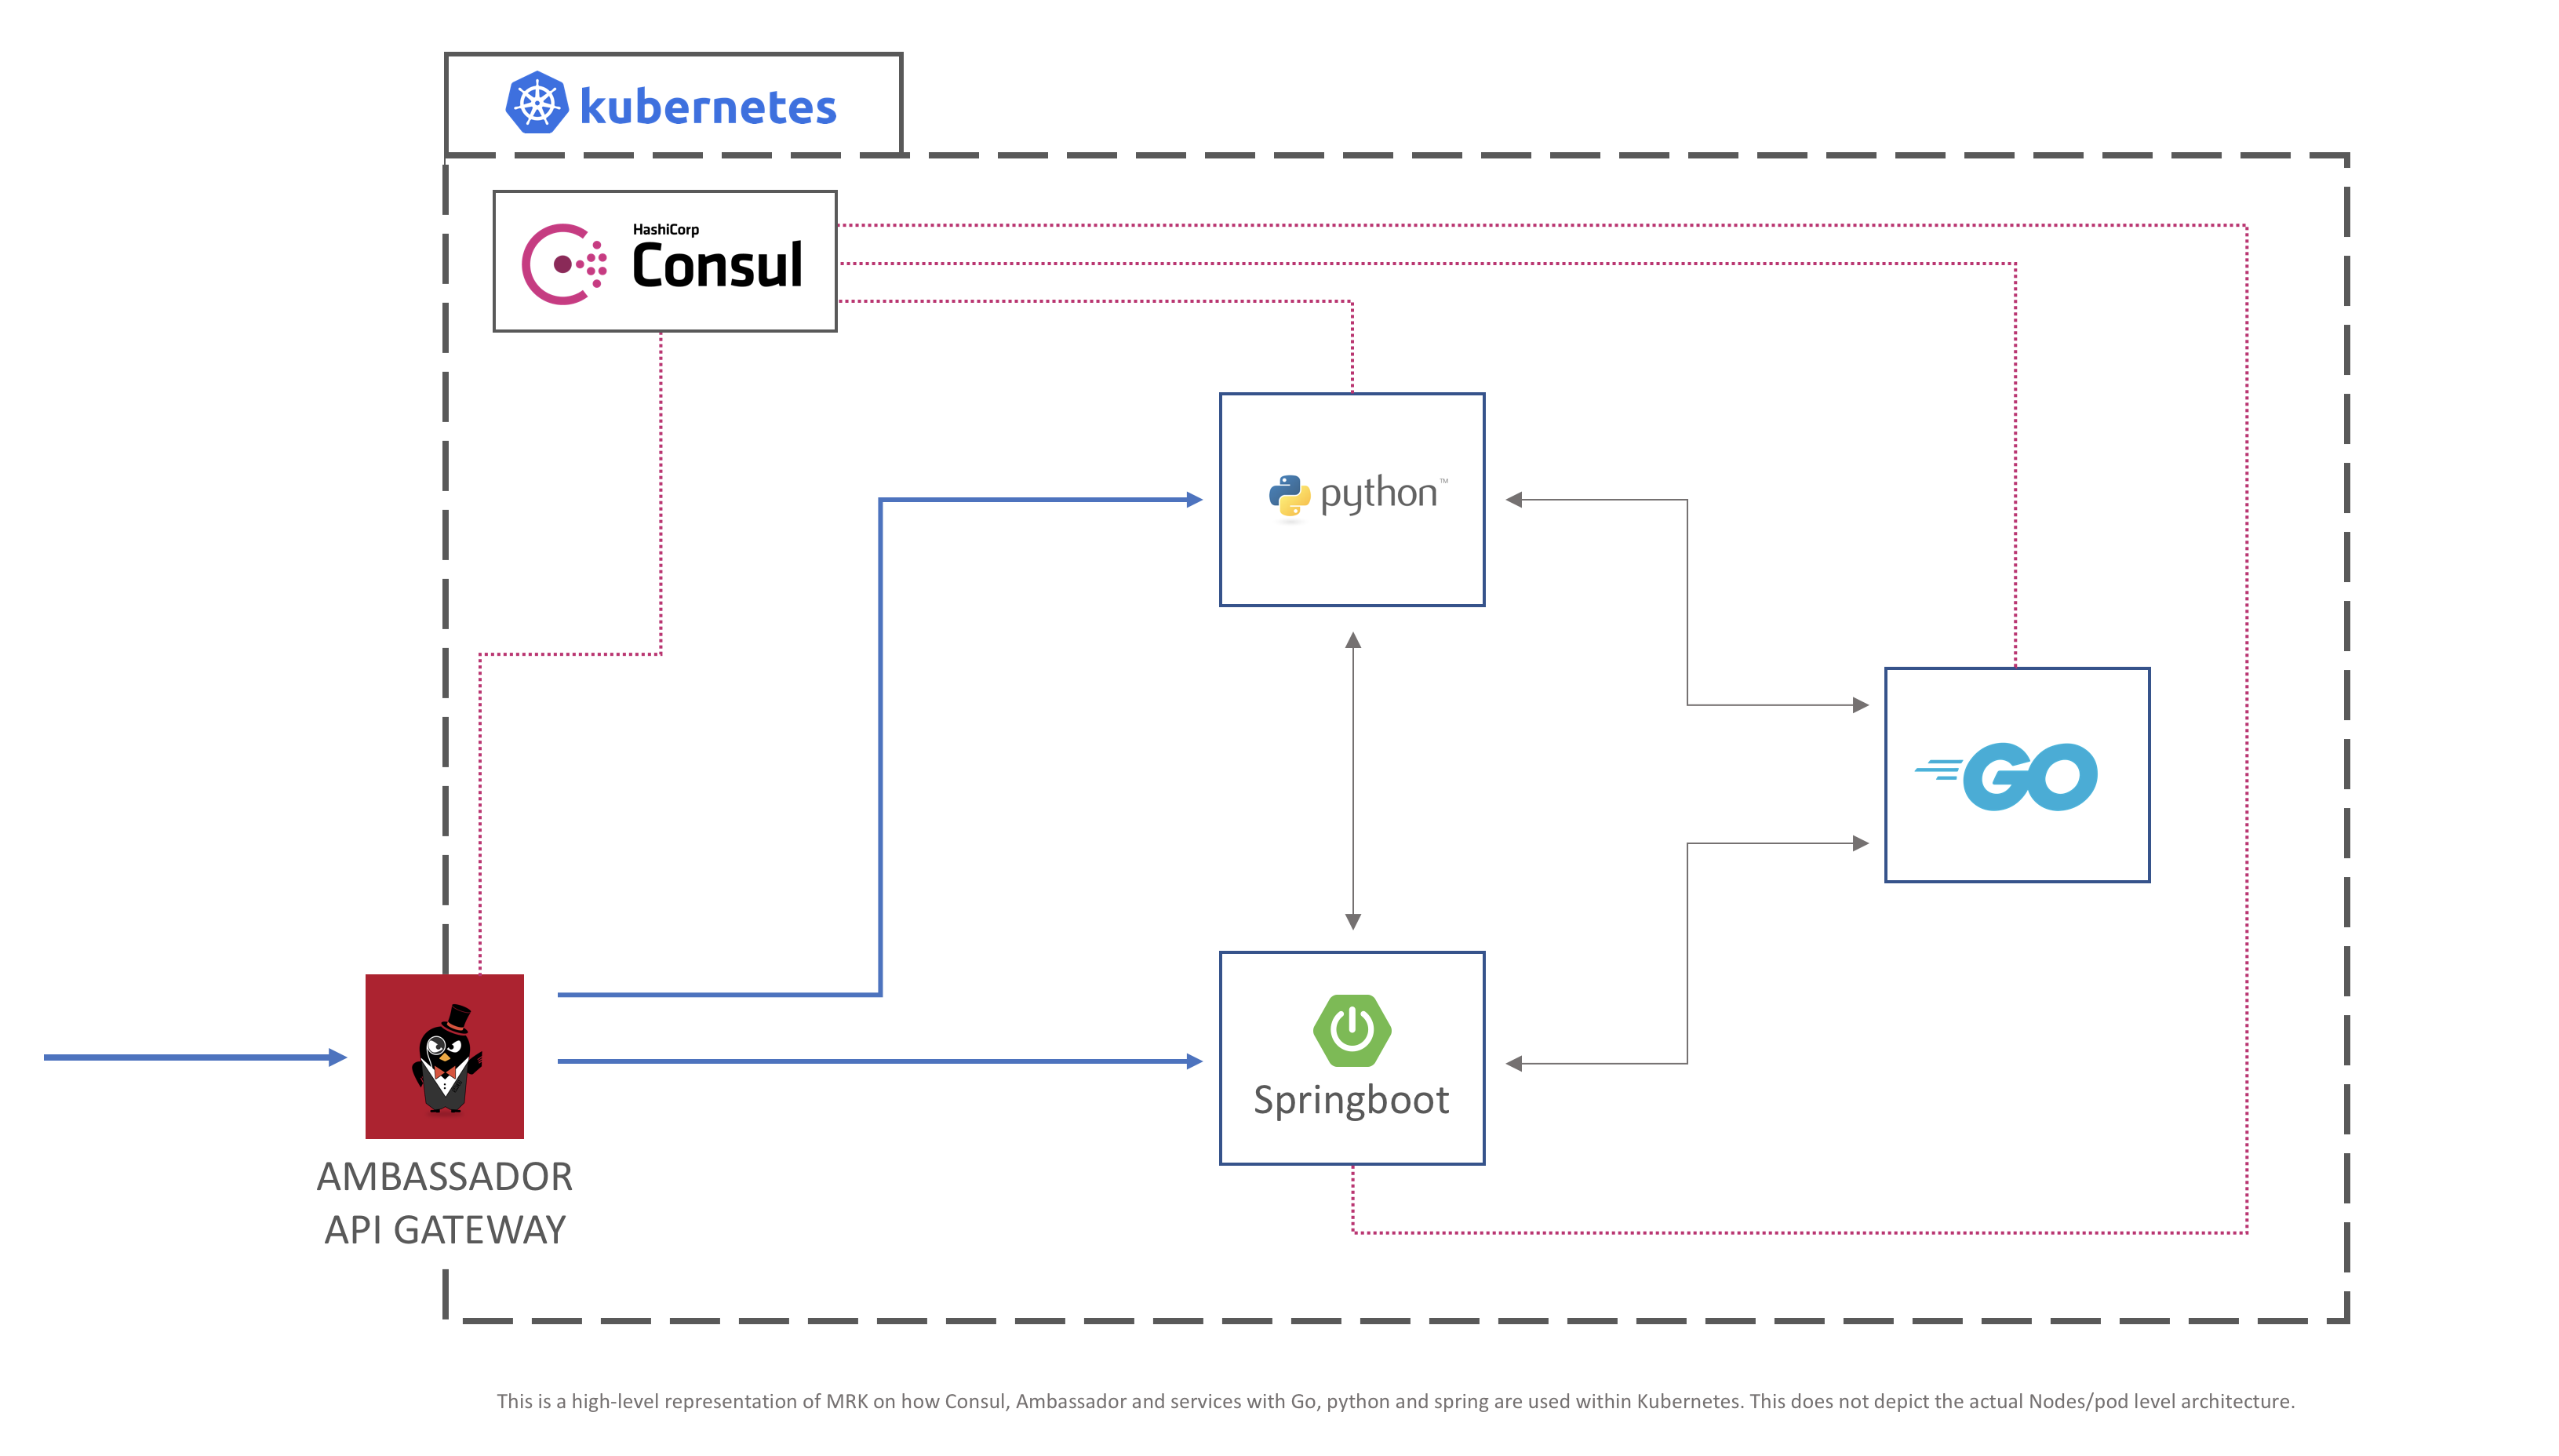 kubernetes
HashiCorp
Consul
python™
GO
Springboot
AMBASSADOR
API GATEWAY
This is a high-level representation of MRK on how Consul, Ambassador and services with Go, python and spring are used within Kubernetes. This does not depict the actual Nodes/pod level architecture.